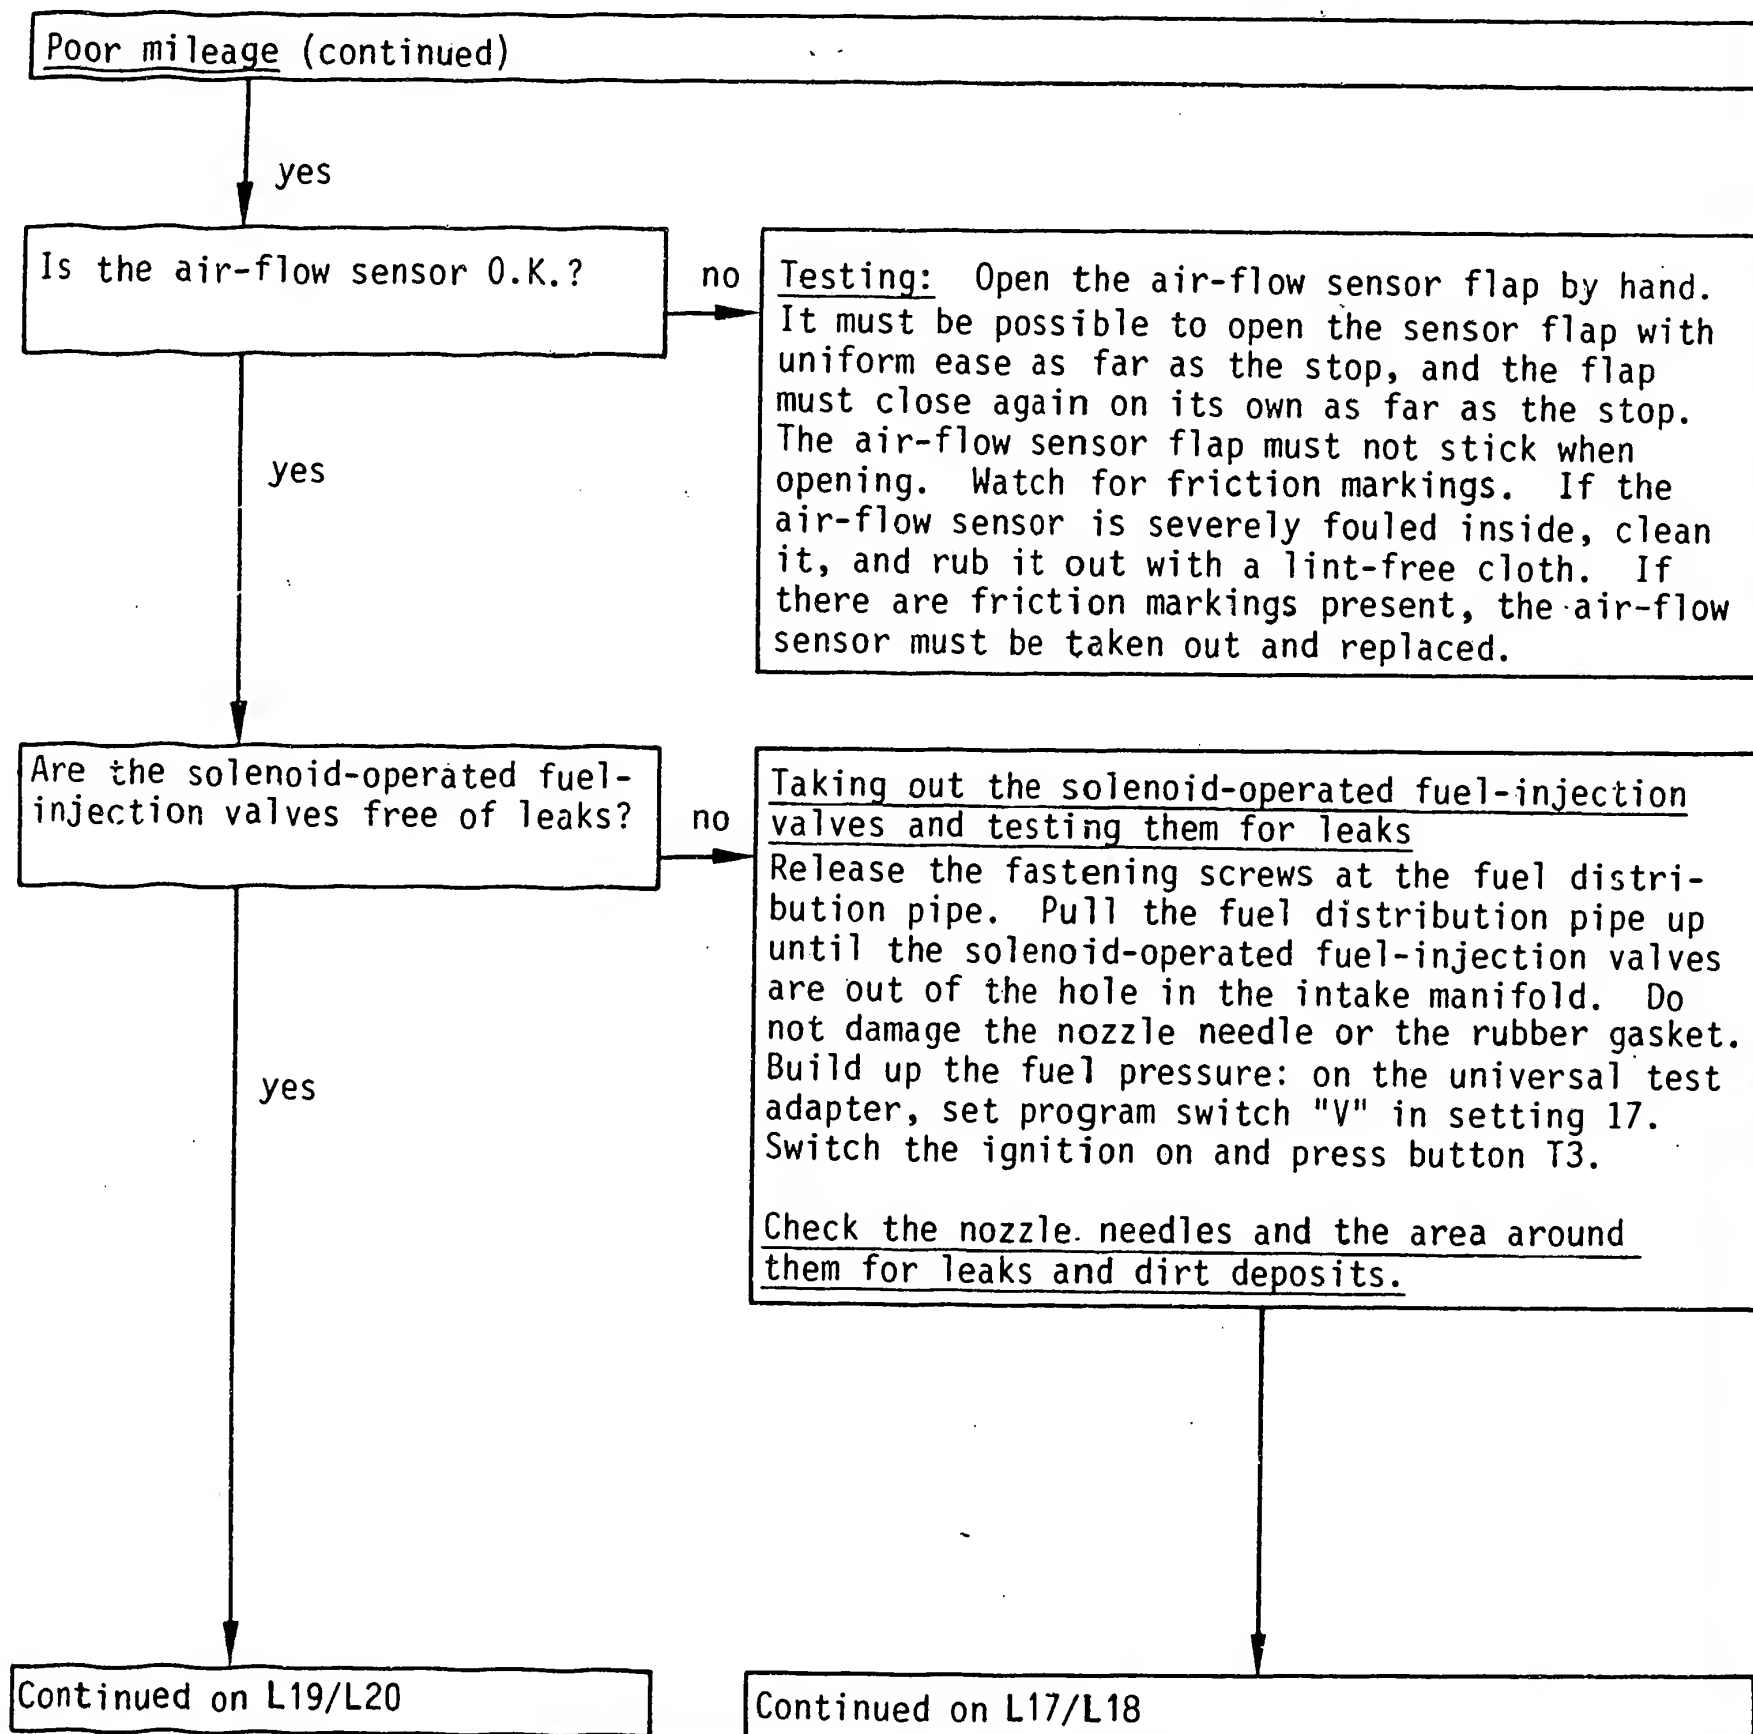 Poor mileage (continued)
yes
Is the air-flow sensor O.K.?
no
Testing: Open the air-flow sensor flap by hand.
It must be possible to open the sensor flap with
uniform ease as far as the stop, and the flap
must close again on its own as far as the stop.
The air-flow sensor flap must not stick when
opening. Watch for friction markings. If the
air-flow sensor is severely fouled inside, clean
it, and rub it out with a lint-free cloth. If
there are friction markings present, the air-flow
sensor must be taken out and replaced.
yes
Are the solenoid-operated fuel-
injection valves free of leaks?
no
Taking out the solenoid-operated fuel-injection
valves and testing them for leaks
Release the fastening screws at the fuel distri-
bution pipe. Pull the fuel distribution pipe up
until the solenoid-operated fuel-injection valves
are out of the hole in the intake manifold. Do
not damage the nozzle needle or the rubber gasket.
Build up the fuel pressure: on the universal test
adapter, set program switch "V" in setting 17.
Switch the ignition on and press button T3.
Check the nozzle. needles and the area around
them for leaks and dirt deposits.
yes
Continued on L19/L20
Continued on L17/L18